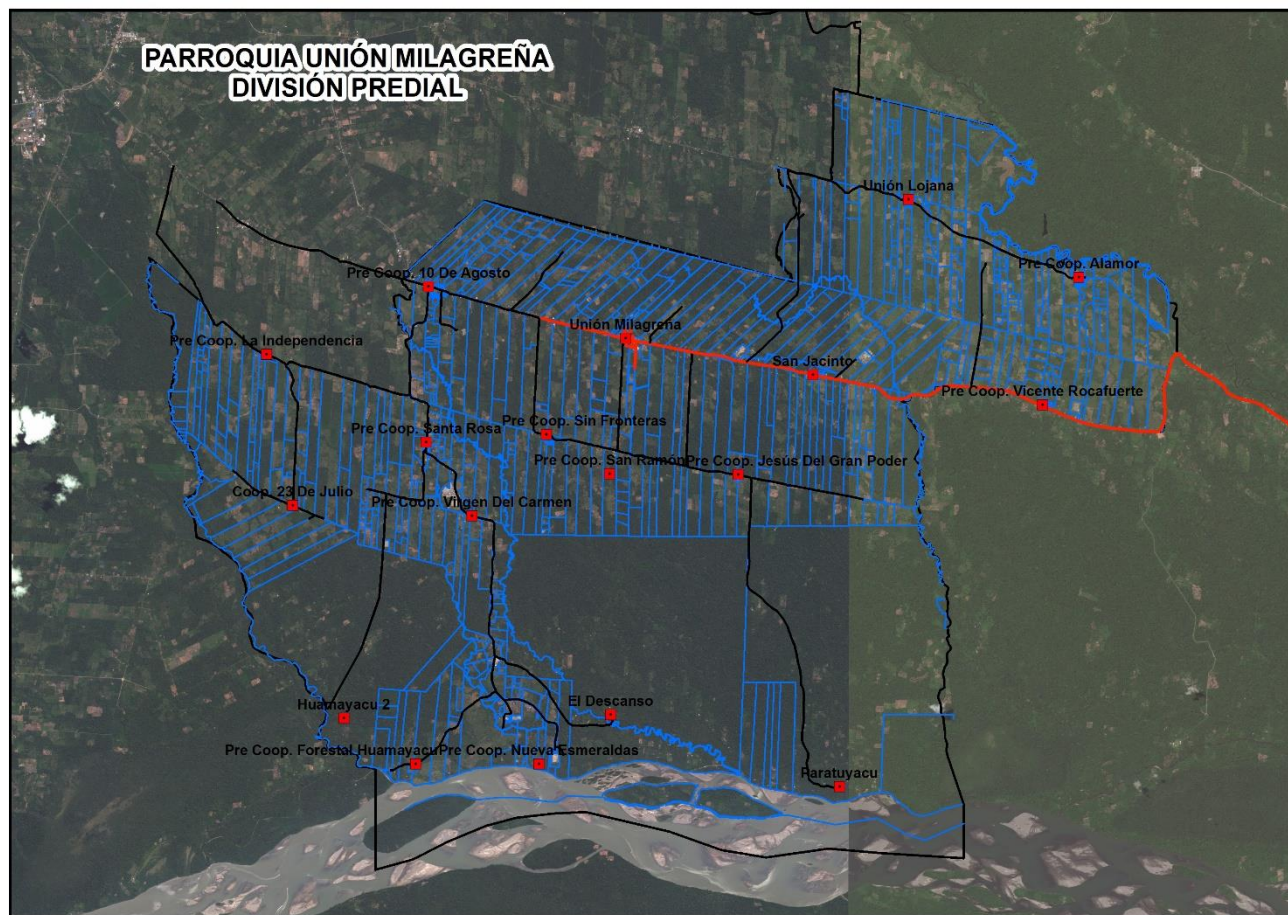 PARROQUIA UNIÓN MILAGREÑA
DIVISIÓN PREDIAL
Unión Lojana
Pre Coop. Alamor
Pre Coop. 10 De Agosto
Unión Milagreña
Pre Coop. La Independencia
San Jacinto
Pre Coop. Vicente Rocafuerte
Pre Coop. Sin Fronteras
Pre Coop. Santa Rosa
Pre Coop. San Ramón
Pre Coop. Jesús Del Gran Poder
Coop. 23 De Julio
Pre Coop. Virgen Del Carmen
Huamayacu 2
El Descanso
Pre Coop. Forestal Huamayacu
Pre Coop. Nueva Esmeraldas
Paratuyacu